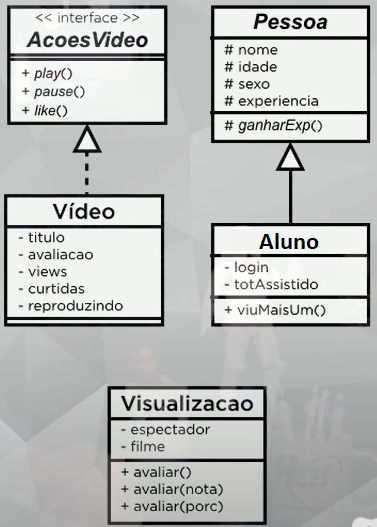 << interface >>
AcoesVideo
+ play()
+ pause()
+ like()
Pessoa
# nome
# idade
# sexo
# experiencia
# ganharExp()
Vídeo
- titulo
- avaliacao
- views
- curtidas
- reproduzindo
Aluno
- login
- totAssistido
+ viuMaisUm()
Visualizacao
- espectador
- filme
+ avaliar()
+ avaliar(nota)
+ avaliar(porc)